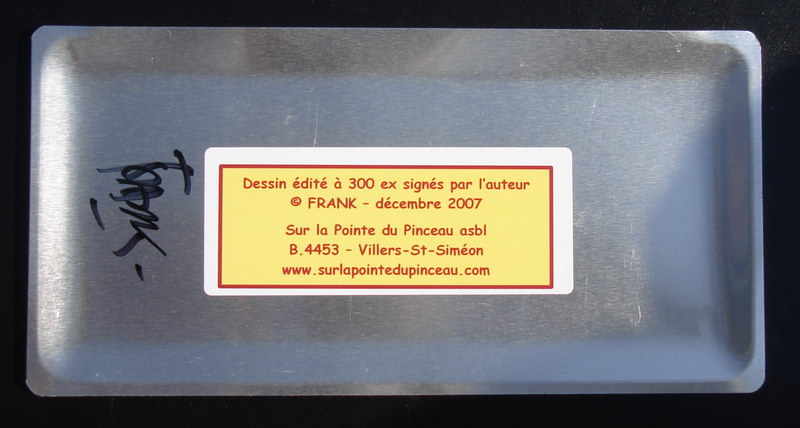 Frank
Dessin édité à 300 ex signés par l'auteur
© FRANK - décembre 2007
Sur la Pointe du Pinceau asbl
B.4453 - Villers-St-Siméon
www.surlapointedupinceau.com